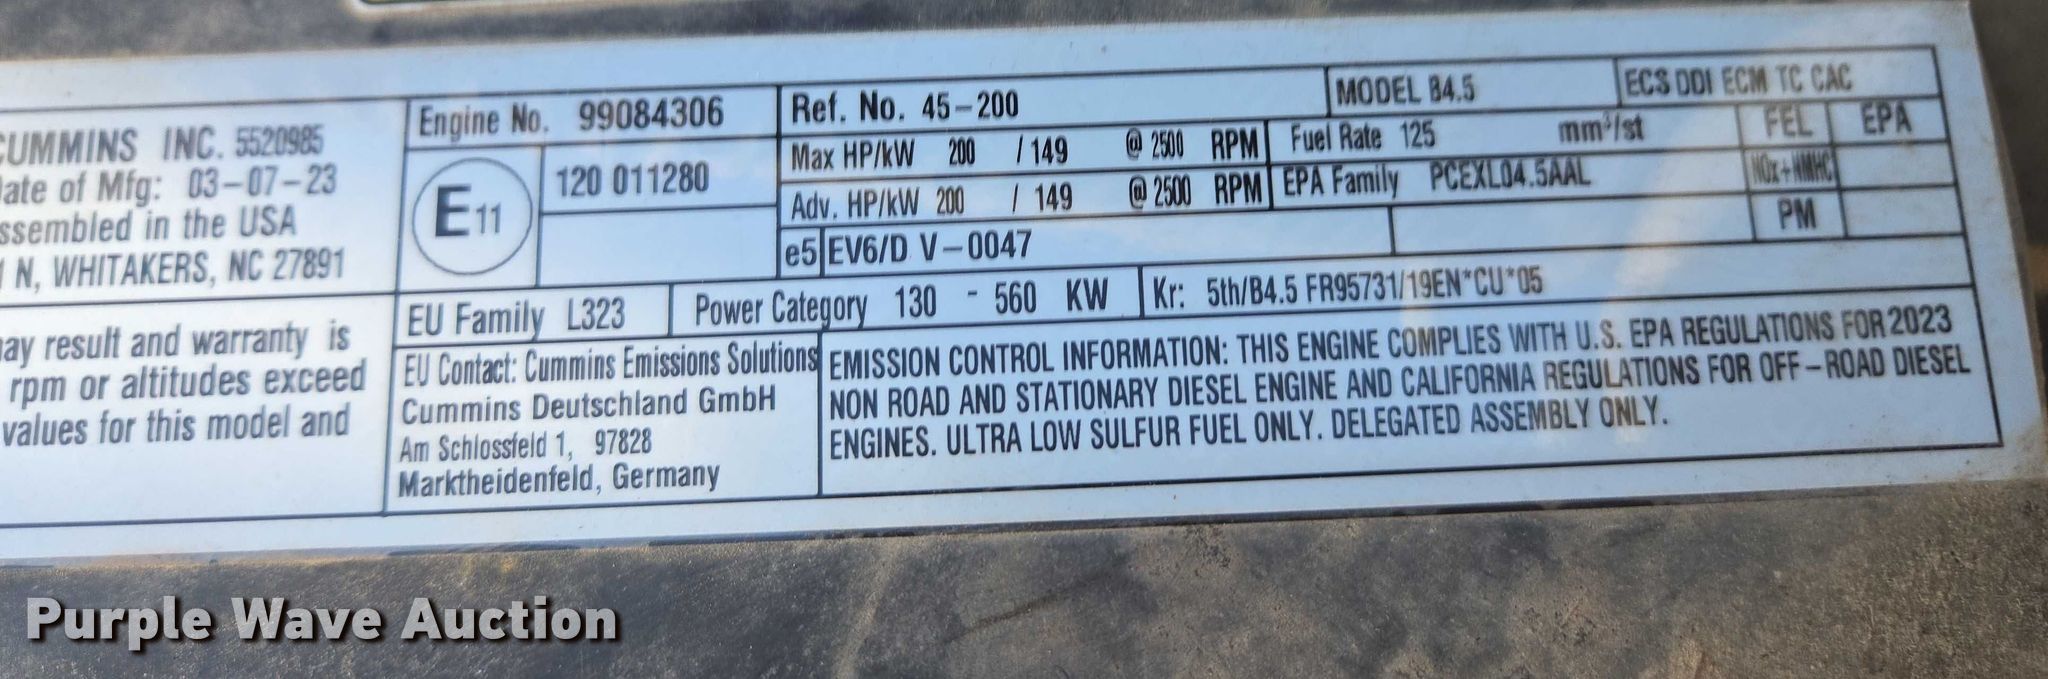 CUMMINS INC. 5520985
Date of Mfg: 03-07-23
Assembled in the USA
N, WHITAKERS, NC 27891
may result and warranty is
rpm or altitudes exceed
values for this model and
Engine No. 99084306
E11
120 011280
Ref. No. 45-200
MODEL B4.5
ECS DDI ECM TC CAC
Max HP/kW 200 / 149 @ 2500 RPM
Fuel Rate 125 mm³/st
FEL EPA
Adv. HP/kW 200 / 149 @ 2500 RPM
EPA Family PCEXL04.5AAL
NOx+NMHC
PM
e5 EV6/D V-0047
EU Family L323
Power Category 130 - 560 KW
Kr: 5th/B4.5 FR95731/19EN*CU*05
EU Contact: Cummins Emissions Solutions
Cummins Deutschland GmbH
Am Schlossfeld 1, 97828
Marktheidenfeld, Germany
EMISSION CONTROL INFORMATION: THIS ENGINE COMPLIES WITH U.S. EPA REGULATIONS FOR 2023
NON ROAD AND STATIONARY DIESEL ENGINE AND CALIFORNIA REGULATIONS FOR OFF-ROAD DIESEL
ENGINES. ULTRA LOW SULFUR FUEL ONLY. DELEGATED ASSEMBLY ONLY.
Purple Wave Auction